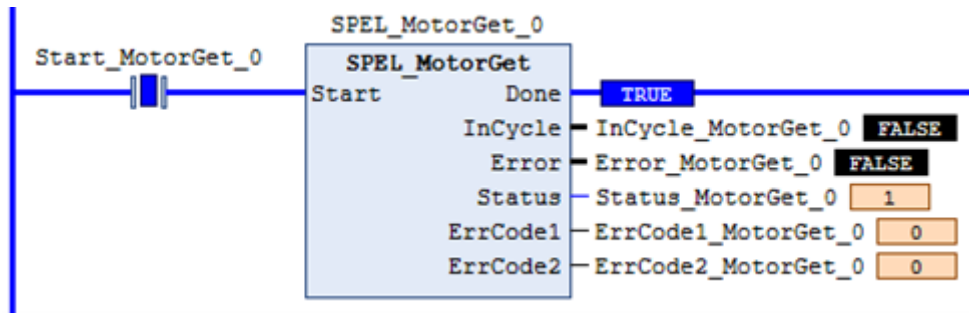 SPEL_MotorGet_0
Start_MotorGet_0
SPEL_MotorGet
Start Done TRUE
InCycle InCycle_MotorGet_0 FALSE
Error Error_MotorGet_0 FALSE
Status Status_MotorGet_0 1
ErrCode1 ErrCode1_MotorGet_0 0
ErrCode2 ErrCode2_MotorGet_0 0